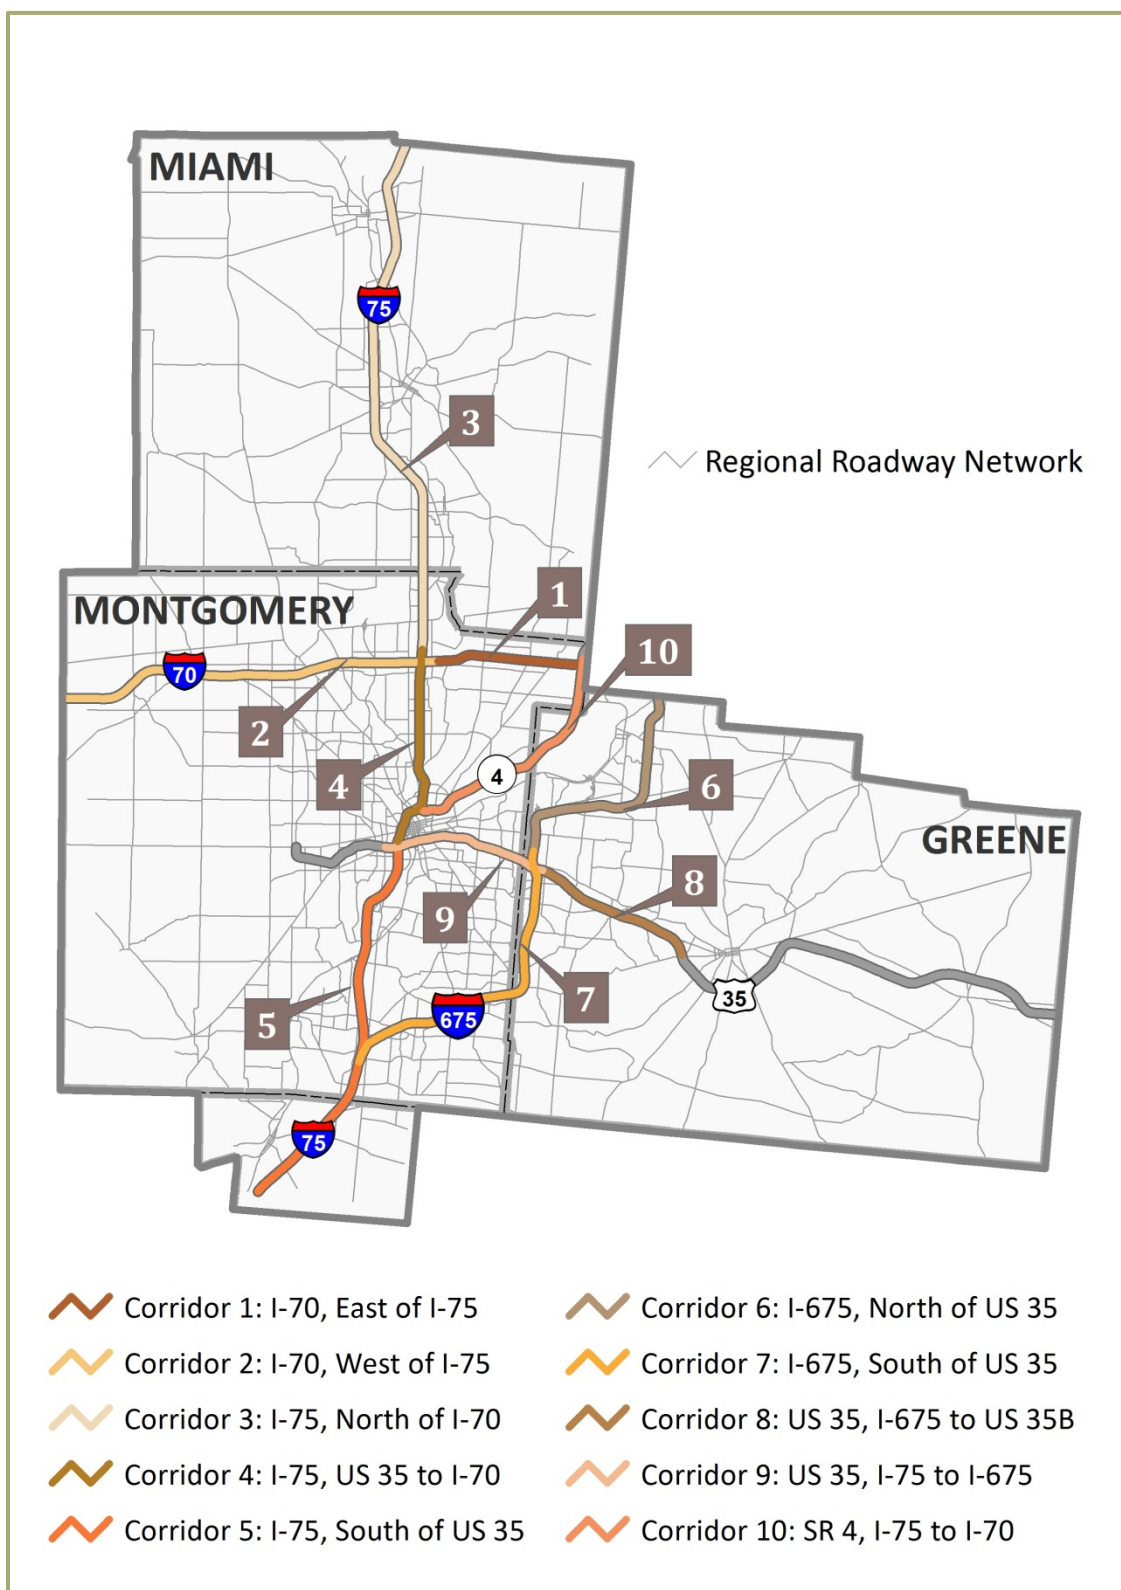 MIAMI
75
3
Regional Roadway Network
1
MONTGOMERY
10
70
2
4
4
6
GREENE
8
9
35
7
5
675
75
Corridor 1: I-70, East of I-75
Corridor 2: I-70, West of I-75
Corridor 3: I-75, North of I-70
Corridor 4: I-75, US 35 to I-70
Corridor 5: I-75, South of US 35
Corridor 6: I-675, North of US 35
Corridor 7: I-675, South of US 35
Corridor 8: US 35, I-675 to US 35B
Corridor 9: US 35, I-75 to I-675
Corridor 10: SR 4, I-75 to I-70